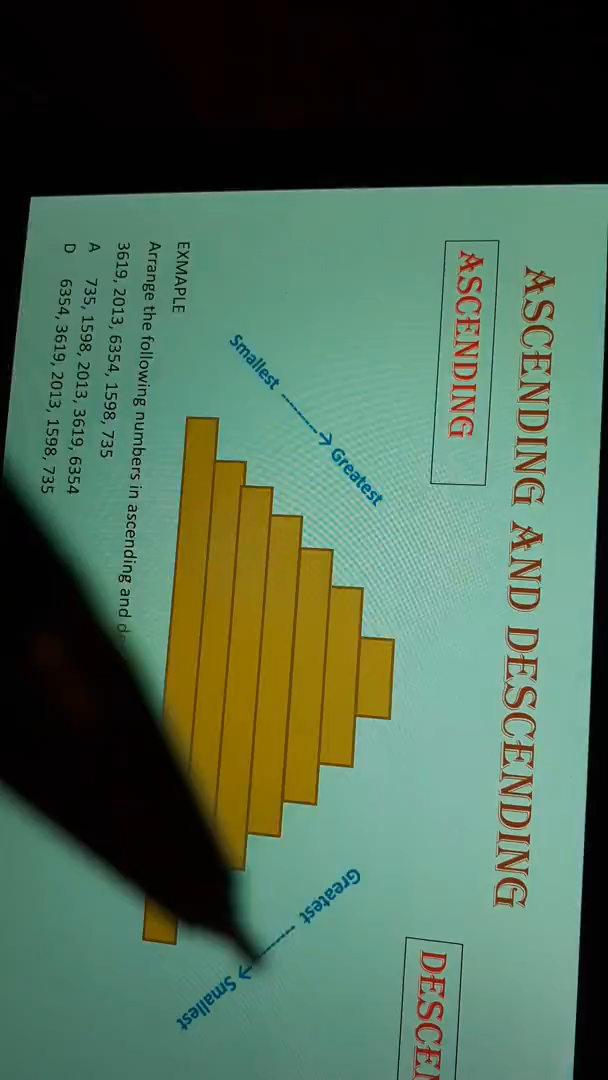 ASCENDING AND DESCENDING
ASCENDING
Smallest -------> Greatest
Greatest -------> Smallest
EXMAPLE
Arrange the following numbers in ascending and
3619, 2013, 6354, 1598, 735
A 735, 1598, 2013, 3619, 6354
D 6354, 3619, 2013, 1598, 735